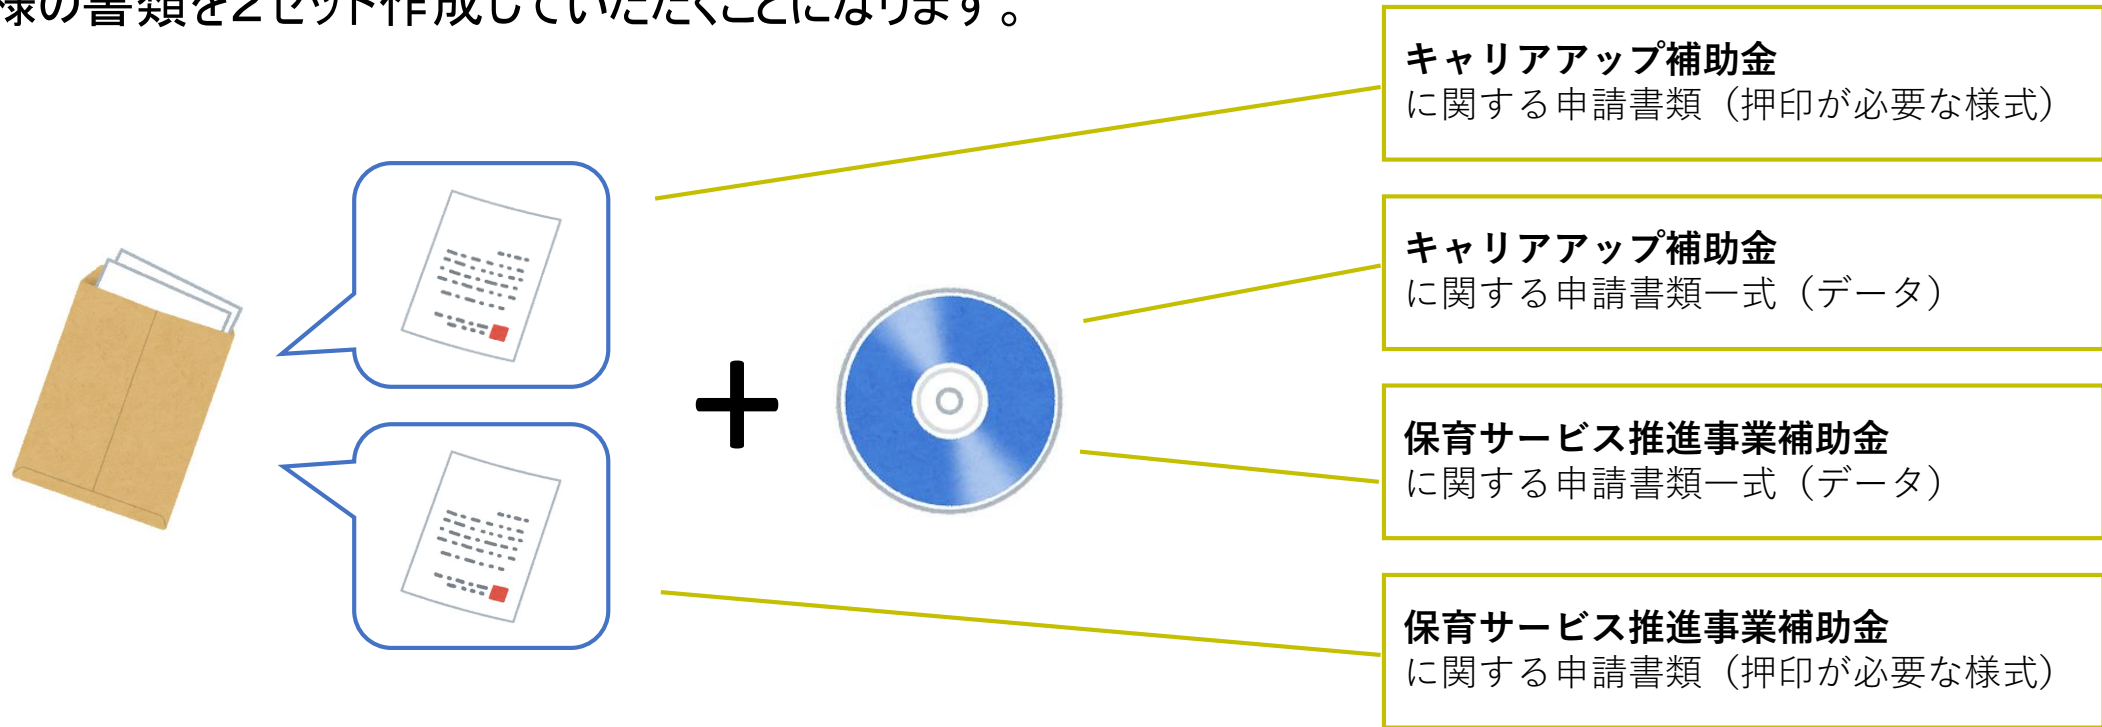 様の書類を2セット作成していただくことになります。
キャリアアップ補助金
に関する申請書類（押印が必要な様式）
キャリアアップ補助金
に関する申請書類一式（データ）
＋
保育サービス推進事業補助金
に関する申請書類一式（データ）
保育サービス推進事業補助金
に関する申請書類（押印が必要な様式）